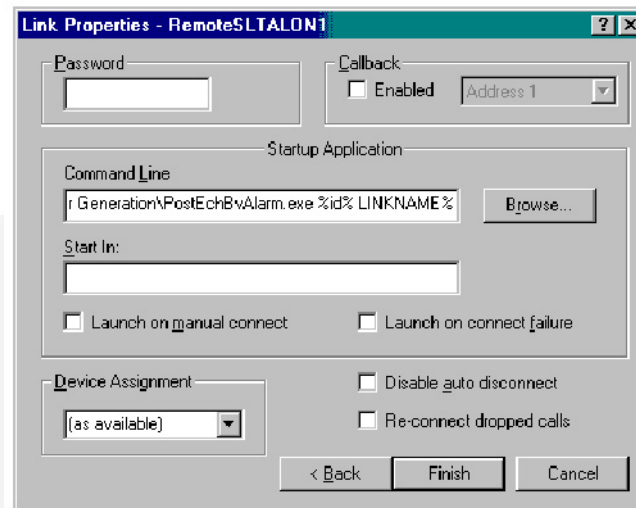 Link Properties - RemoteSLTALON1
Password
Callback
Enabled
Address 1
Startup Application
Command Line
r Generation\PostEchBvAlarm.exe %id% LINKNAME%
Browse...
Start In:
Launch on manual connect
Launch on connect failure
Device Assignment
(as available)
Disable auto disconnect
Re-connect dropped calls
< Back
Finish
Cancel